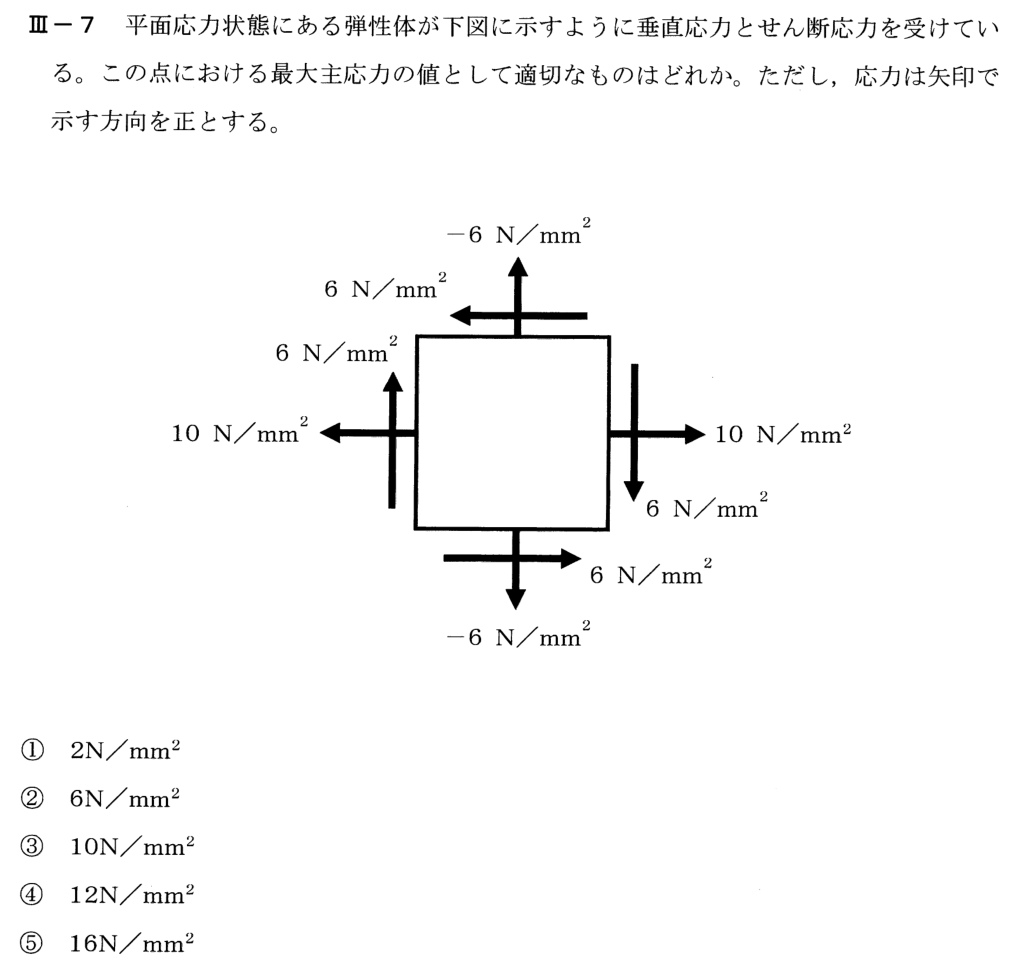 Ⅲ－7　平面応力状態にある弾性体が下図に示すように垂直応力とせん断応力を受けてい
る。この点における最大主応力の値として適切なものはどれか。ただし，応力は矢印で
示す方向を正とする。
－6 N／mm²
6 N／mm²
6 N／mm²
10 N／mm²
10 N／mm²
6 N／mm²
6 N／mm²
－6 N／mm²
① 2N／mm²
② 6N／mm²
③ 10N／mm²
④ 12N／mm²
⑤ 16N／mm²